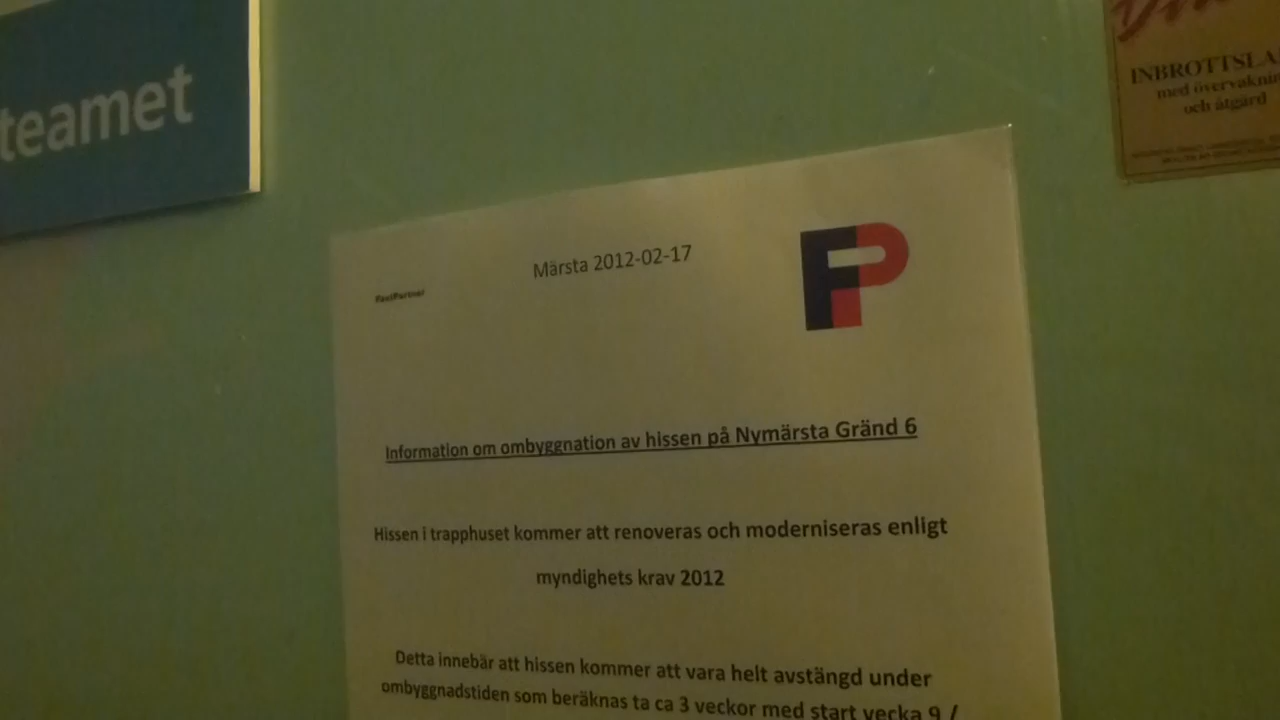 teamet
INBROTTSLA
med övervakni
och åtgärd
Märsta 2012-02-17
FastPartner
FP
Information om ombyggnation av hissen på Nymärsta Gränd 6
Hissen i trapphuset kommer att renoveras och moderniseras enligt
myndighets krav 2012
Detta innebär att hissen kommer att vara helt avstängd under
ombyggnadstiden som beräknas ta ca 3 veckor med start vecka 9 /